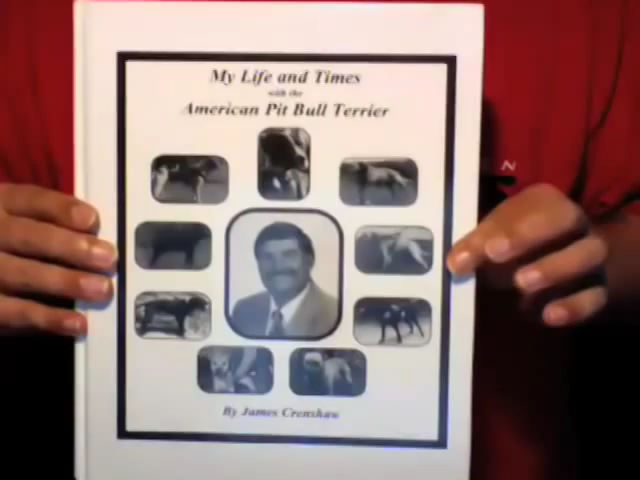 My Life and Times
with the
American Pit Bull Terrier
By James Crenshaw
N